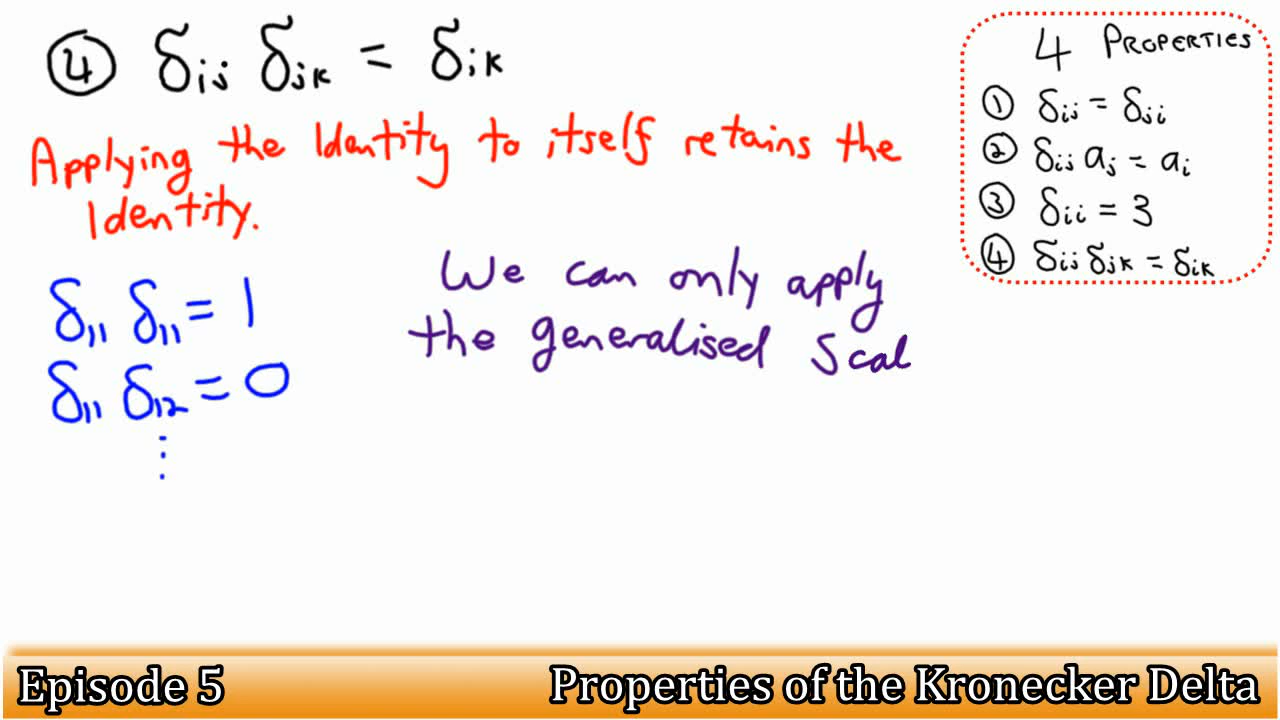 ④ δij δjk = δik
Applying the Identity to itself retains the
Identity.
δ11 δ11 = 1
δ11 δ12 = 0
⋮
We can only apply
the generalised Scal
4 PROPERTIES
① δij = δji
② δij aj = ai
③ δii = 3
④ δij δjk = δik
Episode 5
Properties of the Kronecker Delta